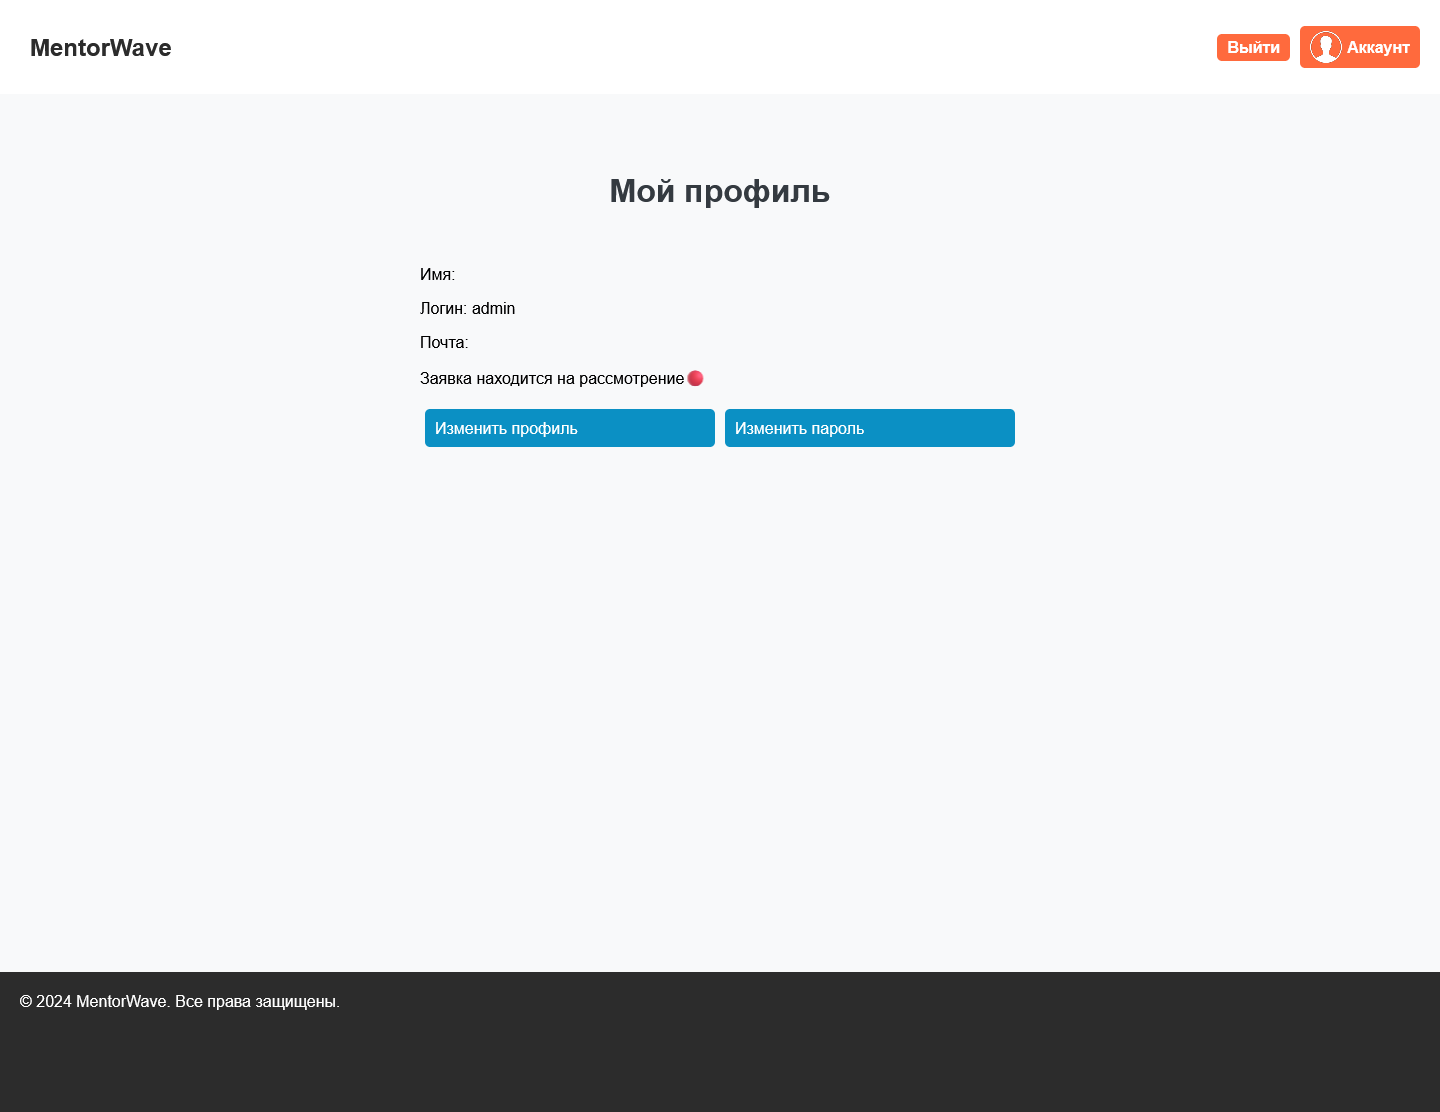 MentorWave
Выйти
Аккаунт
Мой профиль
Имя:
Логин: admin
Почта:
Заявка находится на рассмотрение
Изменить профиль
Изменить пароль
© 2024 MentorWave. Все права защищены.